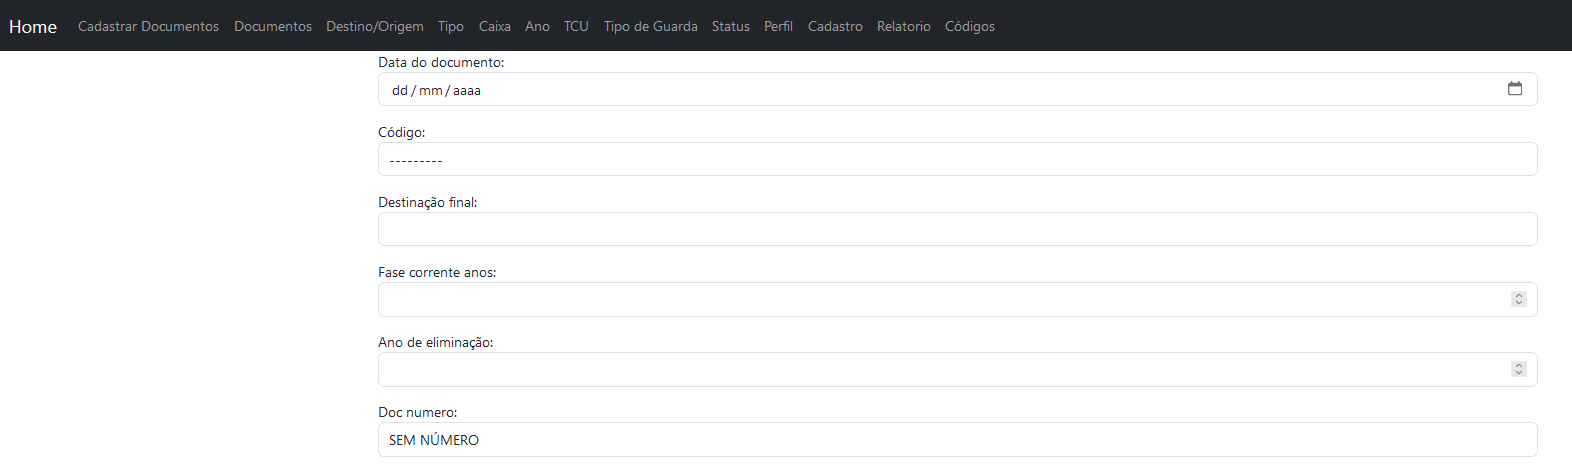 Home Cadastrar Documentos Documentos Destino/Origem Tipo Caixa Ano TCU Tipo de Guarda Status Perfil Cadastro Relatorio Códigos
Data do documento:
dd/mm/aaaa
Código:
---------
Destinação final:
Fase corrente anos:
Ano de eliminação:
Doc numero:
SEM NÚMERO